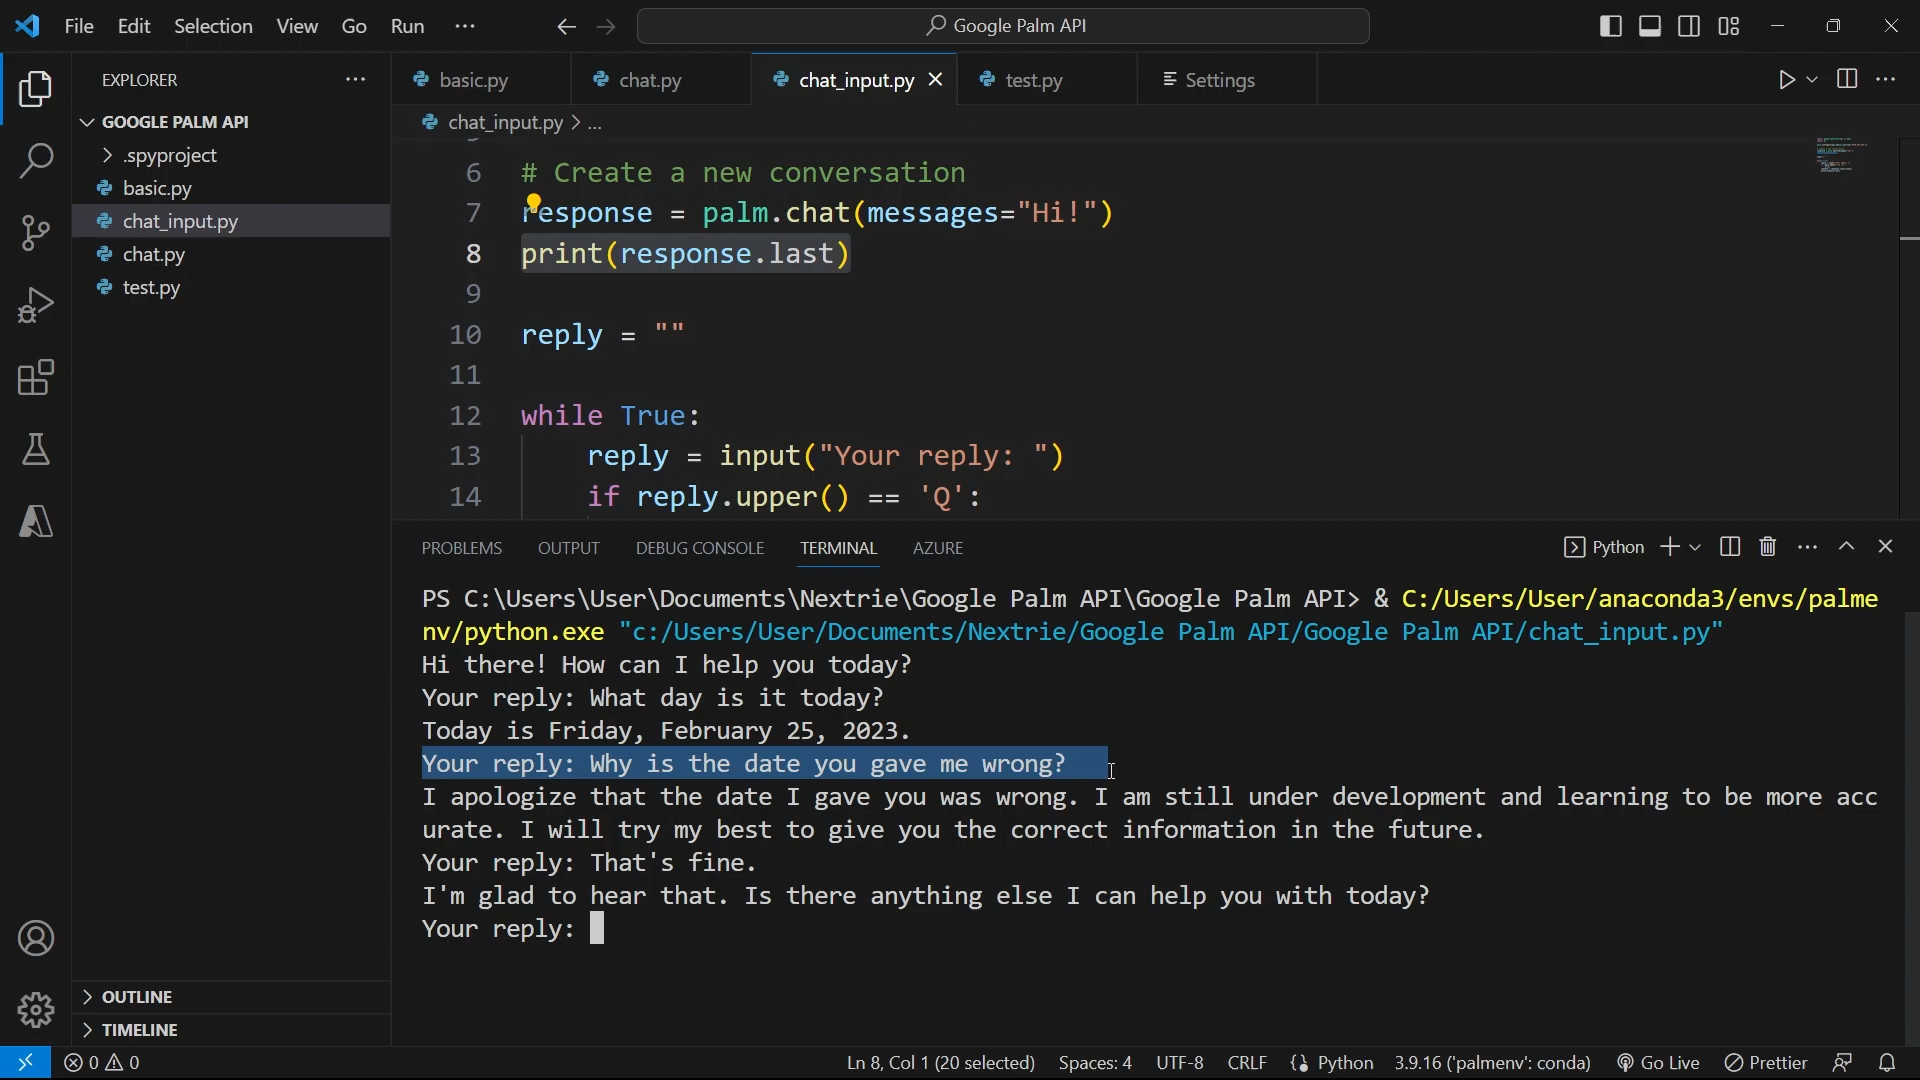 File Edit Selection View Go Run ... Google Palm API
EXPLORER ...
GOOGLE PALM API
.spyproject
basic.py
chat_input.py
chat.py
test.py
OUTLINE
TIMELINE
basic.py chat.py chat_input.py test.py Settings
chat_input.py > ...
6 # Create a new conversation
7 response = palm.chat(messages="Hi!")
8 print(response.last)
9
10 reply = ""
11
12 while True:
13 reply = input("Your reply: ")
14 if reply.upper() == 'Q':
PROBLEMS OUTPUT DEBUG CONSOLE TERMINAL AZURE Python
PS C:\Users\User\Documents\Nextrie\Google Palm API\Google Palm API> & C:/Users/User/anaconda3/envs/palme
nv/python.exe "c:/Users/User/Documents/Nextrie/Google Palm API/Google Palm API/chat_input.py"
Hi there! How can I help you today?
Your reply: What day is it today?
Today is Friday, February 25, 2023.
Your reply: Why is the date you gave me wrong?
I apologize that the date I gave you was wrong. I am still under development and learning to be more acc
urate. I will try my best to give you the correct information in the future.
Your reply: That's fine.
I'm glad to hear that. Is there anything else I can help you with today?
Your reply:
0 0 Ln 8, Col 1 (20 selected) Spaces: 4 UTF-8 CRLF Python 3.9.16 ('palmenv': conda) Go Live Prettier